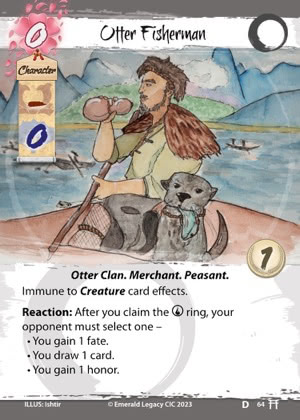 0
Otter Fisherman
Character
–
0
1
Otter Clan. Merchant. Peasant.
Immune to Creature card effects.
Reaction: After you claim the ring, your
opponent must select one –
• You gain 1 fate.
• You draw 1 card.
• You gain 1 honor.
ILLUS: Ishtir © Emerald Legacy CIC 2023 D 64